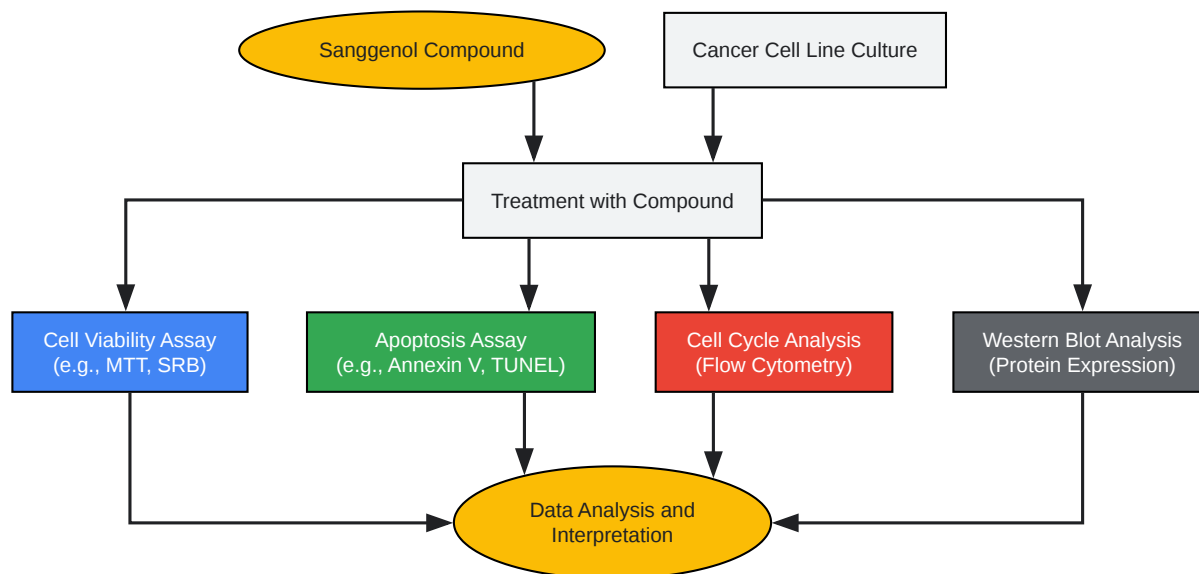 Sanggenol Compound
Cancer Cell Line Culture
Treatment with Compound
Cell Viability Assay
(e.g., MTT, SRB)
Apoptosis Assay
(e.g., Annexin V, TUNEL)
Cell Cycle Analysis
(Flow Cytometry)
Western Blot Analysis
(Protein Expression)
Data Analysis and
Interpretation